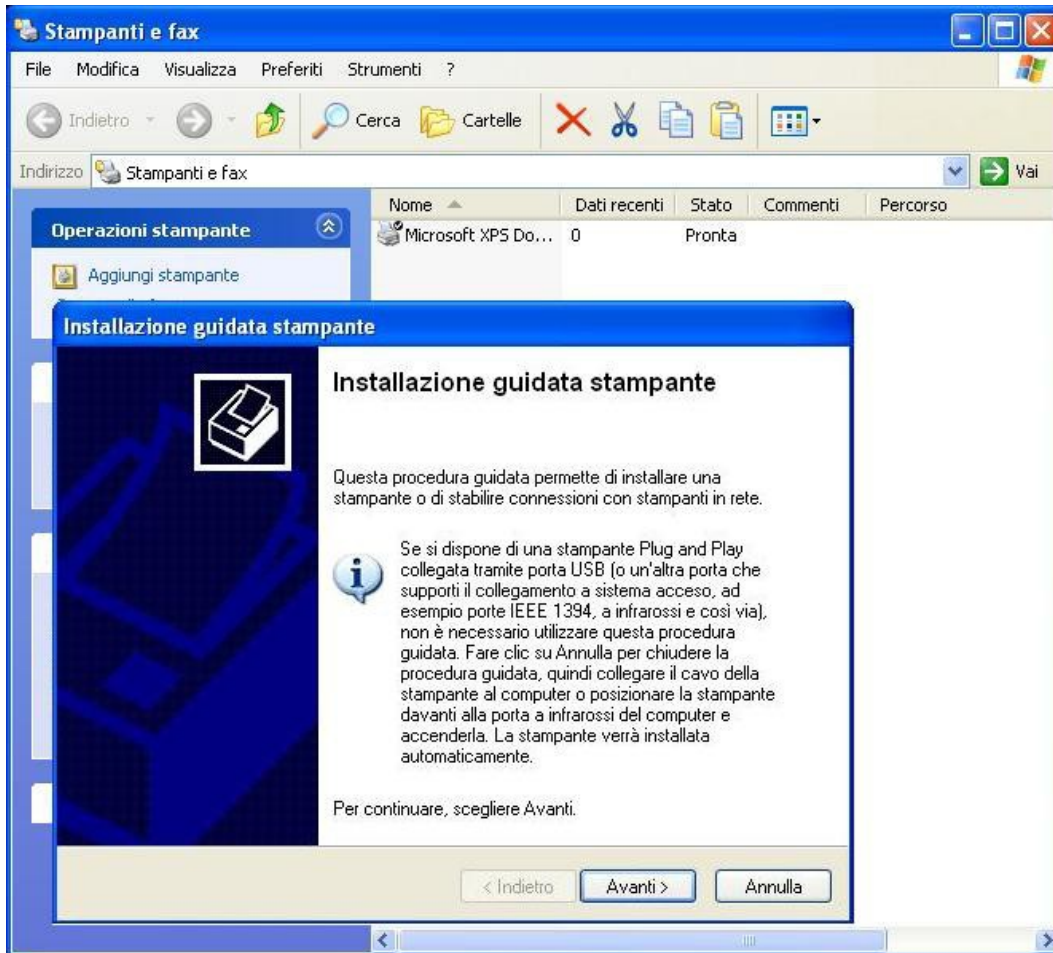 Stampanti e fax
File Modifica Visualizza Preferiti Strumenti ?
Indietro Cerca Cartelle
Indirizzo Stampanti e fax Vai
Nome Dati recenti Stato Commenti Percorso
Operazioni stampante
Microsoft XPS Do... 0 Pronta
Aggiungi stampante
Installazione guidata stampante
Installazione guidata stampante
Questa procedura guidata permette di installare una
stampante o di stabilire connessioni con stampanti in rete.
Se si dispone di una stampante Plug and Play
collegata tramite porta USB (o un'altra porta che
supporti il collegamento a sistema acceso, ad
esempio porte IEEE 1394, a infrarossi e così via),
non è necessario utilizzare questa procedura
guidata. Fare clic su Annulla per chiudere la
procedura guidata, quindi collegare il cavo della
stampante al computer o posizionare la stampante
davanti alla porta a infrarossi del computer e
accenderla. La stampante verrà installata
automaticamente.
Per continuare, scegliere Avanti.
< Indietro Avanti > Annulla